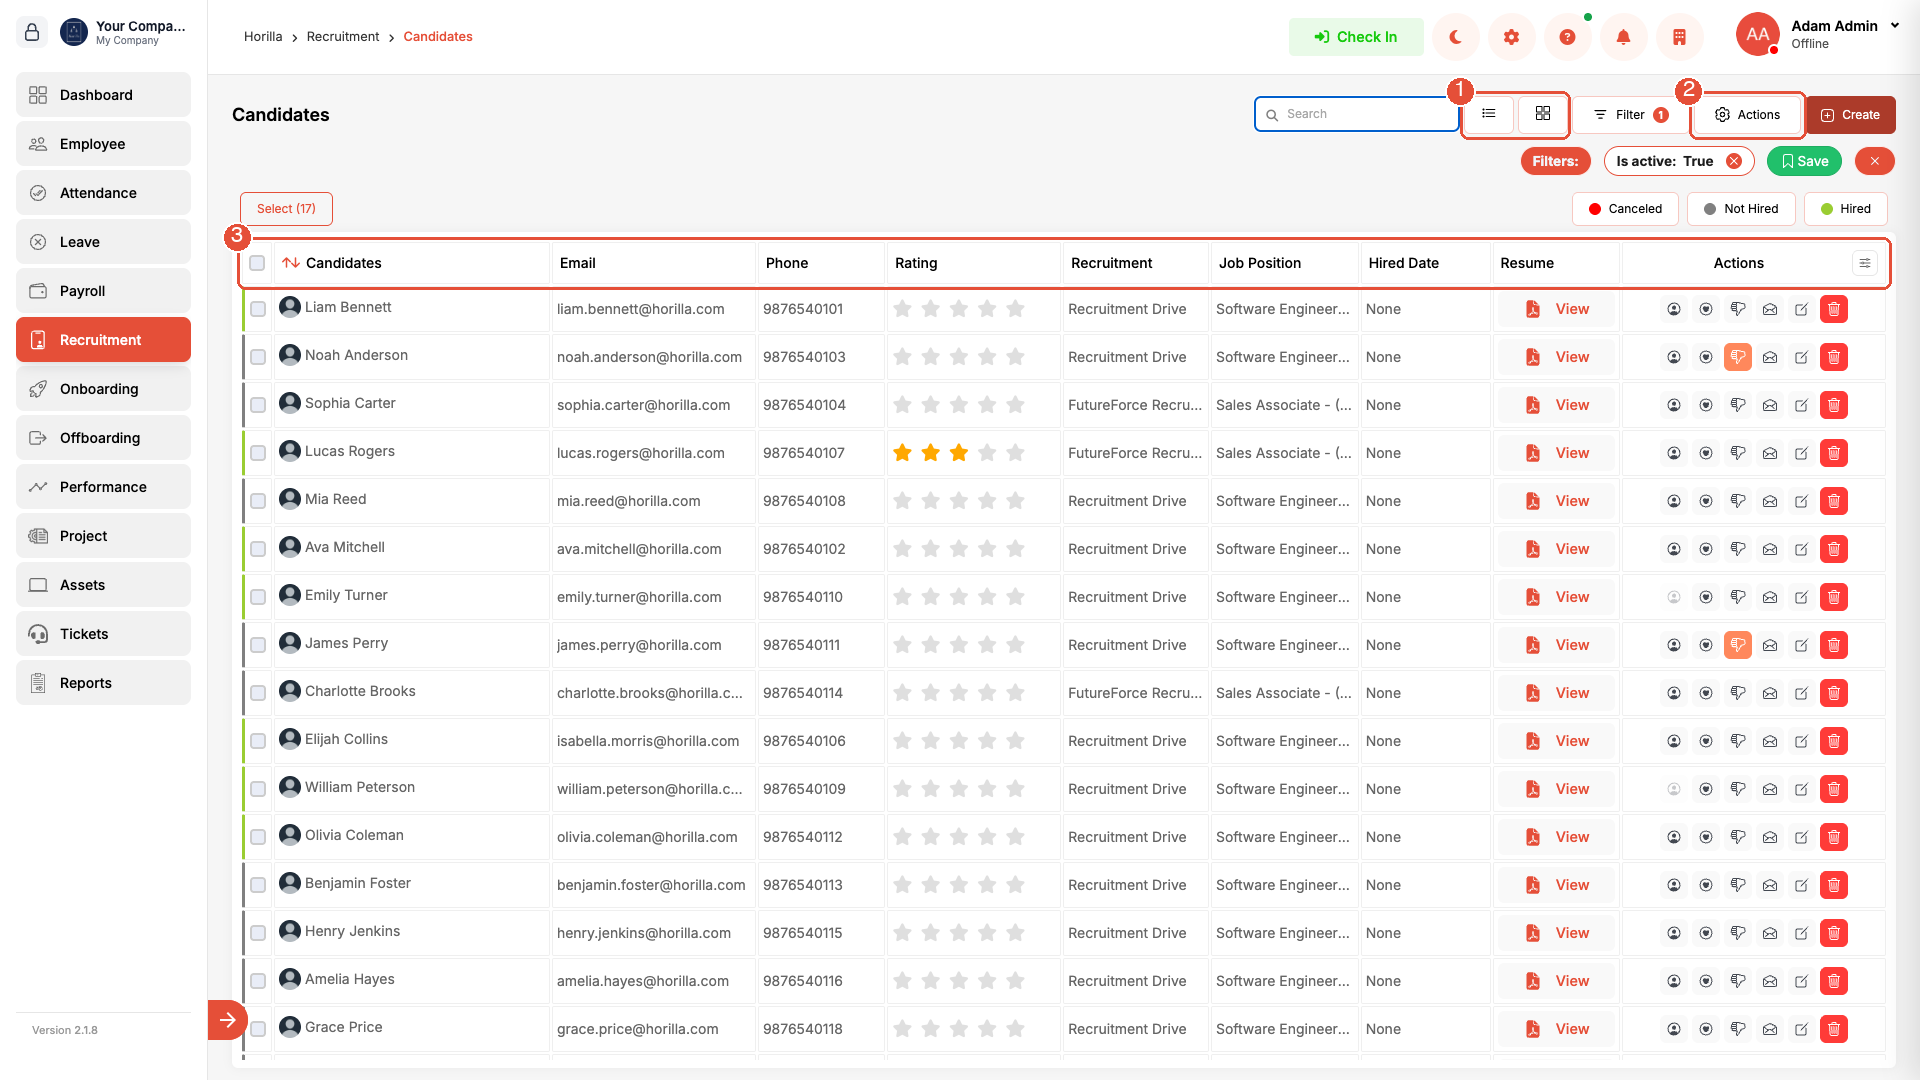 Your Compa...
My Company
Horilla > Recruitment > Candidates
Check In
AA
Adam Admin
Offline
Dashboard
Employee
Attendance
Leave
Payroll
Recruitment
Onboarding
Offboarding
Performance
Project
Assets
Tickets
Reports
Version 2.1.8
Candidates
Search
1
Filter 1
2
Actions
Create
Filters:
Is active: True
Save
Select (17)
Canceled
Not Hired
Hired
3
Candidates Email Phone Rating Recruitment Job Position Hired Date Resume Actions
Liam Bennett liam.bennett@horilla.com 9876540101 Recruitment Drive Software Engineer... None View
Noah Anderson noah.anderson@horilla.com 9876540103 Recruitment Drive Software Engineer... None View
Sophia Carter sophia.carter@horilla.com 9876540104 FutureForce Recru... Sales Associate - (... None View
Lucas Rogers lucas.rogers@horilla.com 9876540107 FutureForce Recru... Sales Associate - (... None View
Mia Reed mia.reed@horilla.com 9876540108 Recruitment Drive Software Engineer... None View
Ava Mitchell ava.mitchell@horilla.com 9876540102 Recruitment Drive Software Engineer... None View
Emily Turner emily.turner@horilla.com 9876540110 Recruitment Drive Software Engineer... None View
James Perry james.perry@horilla.com 9876540111 Recruitment Drive Software Engineer... None View
Charlotte Brooks charlotte.brooks@horilla.c... 9876540114 FutureForce Recru... Sales Associate - (... None View
Elijah Collins isabella.morris@horilla.com 9876540106 Recruitment Drive Software Engineer... None View
William Peterson william.peterson@horilla.c... 9876540109 Recruitment Drive Software Engineer... None View
Olivia Coleman olivia.coleman@horilla.com 9876540112 Recruitment Drive Software Engineer... None View
Benjamin Foster benjamin.foster@horilla.com 9876540113 Recruitment Drive Software Engineer... None View
Henry Jenkins henry.jenkins@horilla.com 9876540115 Recruitment Drive Software Engineer... None View
Amelia Hayes amelia.hayes@horilla.com 9876540116 Recruitment Drive Software Engineer... None View
Grace Price grace.price@horilla.com 9876540118 Recruitment Drive Software Engineer... None View